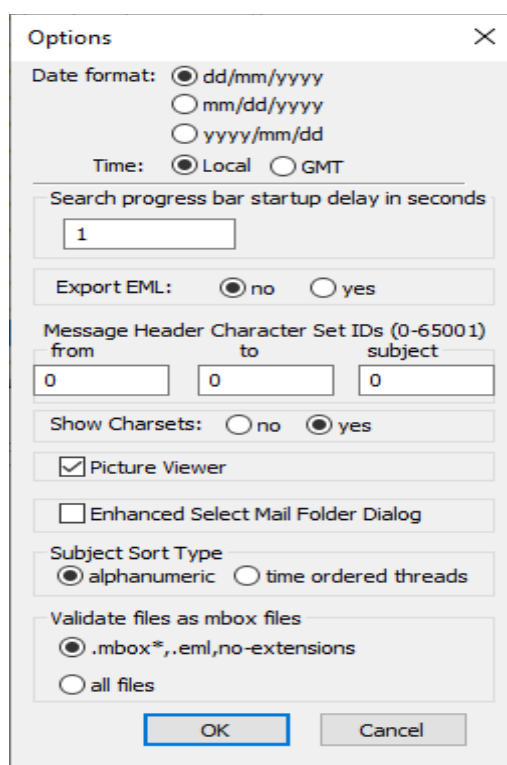 Options
Date format: dd/mm/yyyy
mm/dd/yyyy
yyyy/mm/dd
Time: Local GMT
Search progress bar startup delay in seconds
1
Export EML: no yes
Message Header Character Set IDs (0-65001)
from to subject
0 0 0
Show Charsets: no yes
Picture Viewer
Enhanced Select Mail Folder Dialog
Subject Sort Type
alphanumeric time ordered threads
Validate files as mbox files
.mbox*,.eml,no-extensions
all files
OK Cancel